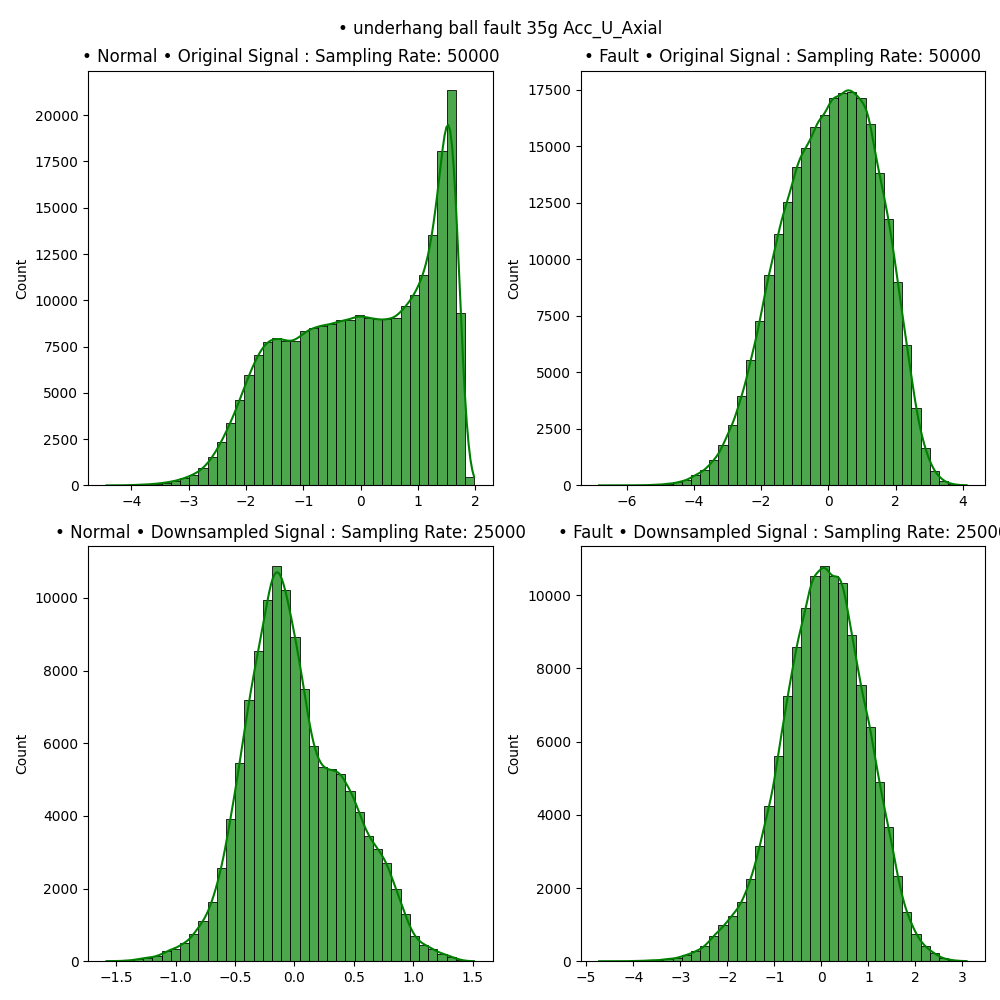 • underhang ball fault 35g Acc_U_Axial
• Normal • Original Signal : Sampling Rate: 50000
• Fault • Original Signal : Sampling Rate: 50000
20000
17500
15000
12500
10000
7500
5000
2500
0
Count
−4 −3 −2 −1 0 1 2
17500
15000
12500
10000
7500
5000
2500
0
Count
−6 −4 −2 0 2 4
• Normal • Downsampled Signal : Sampling Rate: 25000
• Fault • Downsampled Signal : Sampling Rate: 25000
10000
8000
6000
4000
2000
0
Count
−1.5 −1.0 −0.5 0.0 0.5 1.0 1.5
10000
8000
6000
4000
2000
0
Count
−5 −4 −3 −2 −1 0 1 2 3